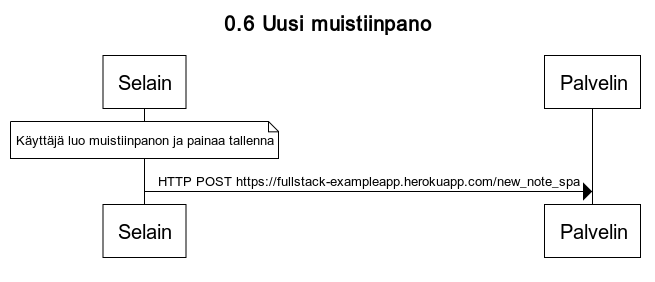 0.6 Uusi muistiinpano
Selain
Palvelin
Käyttäjä luo muistiinpanon ja painaa tallenna
HTTP POST https://fullstack-exampleapp.herokuapp.com/new_note_spa
Selain
Palvelin